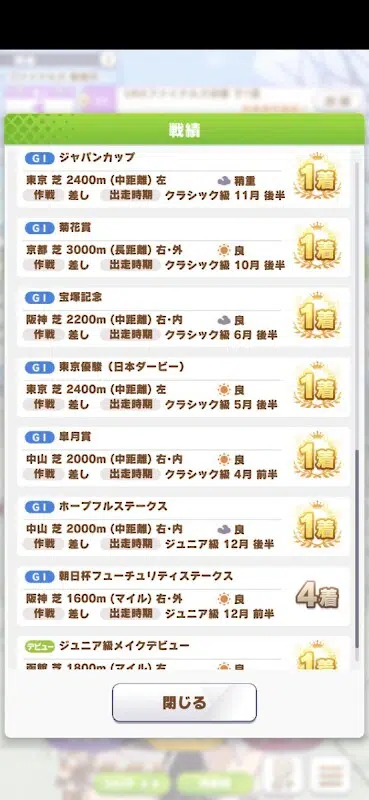 戦績
GI ジャパンカップ
東京 芝 2400m (中距離) 左 稍重
作戦 差し 出走時期 クラシック級 11月 後半
1着
GI 菊花賞
京都 芝 3000m (長距離) 右・外 良
作戦 差し 出走時期 クラシック級 10月 後半
1着
GI 宝塚記念
阪神 芝 2200m (中距離) 右・内 良
作戦 差し 出走時期 クラシック級 6月 後半
1着
GI 東京優駿（日本ダービー）
東京 芝 2400m (中距離) 左 良
作戦 差し 出走時期 クラシック級 5月 後半
1着
GI 皐月賞
中山 芝 2000m (中距離) 右・内 良
作戦 差し 出走時期 クラシック級 4月 前半
1着
GI ホープフルステークス
中山 芝 2000m (中距離) 右・内 良
作戦 差し 出走時期 ジュニア級 12月 後半
1着
GI 朝日杯フューチュリティステークス
阪神 芝 1600m (マイル) 右・外 良
作戦 差し 出走時期 ジュニア級 12月 前半
4着
デビュー ジュニア級メイクデビュー
函館 芝 1800m (マイル) 右 良
1着
閉じる